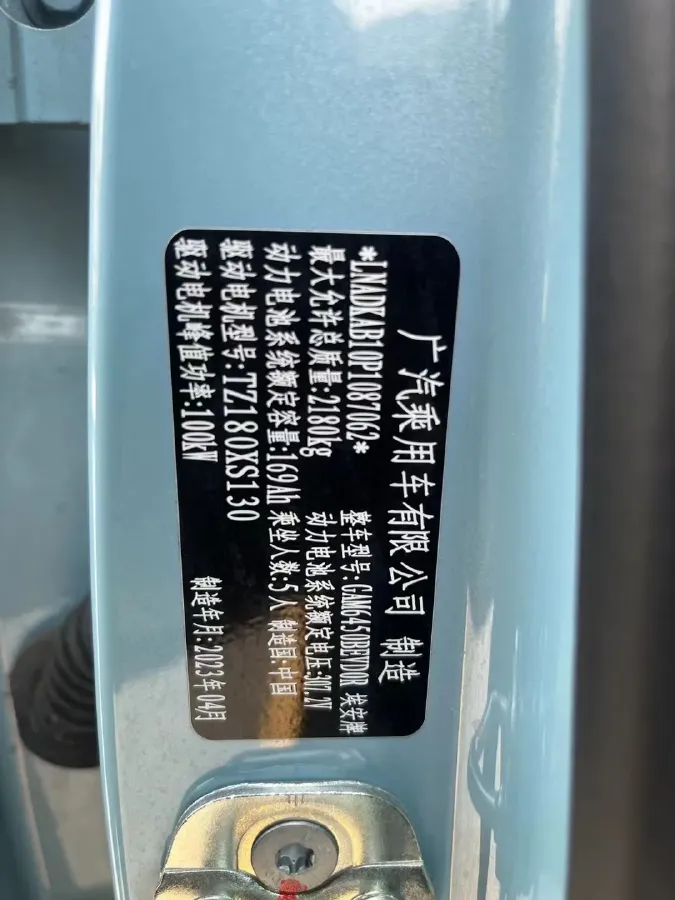 广汽乘用车有限公司 制造
*LNADKAB10P1087062* 整车型号:GAM6450BEVD0R 埃安牌
最大允许总质量:2180kg 动力电池系统额定电压:307.2V
动力电池系统额定容量:169Ah 乘坐人数:5人 制造国:中国
驱动电机型号:TZ180XS130
驱动电机峰值功率:100kW 制造年月:2023年04月